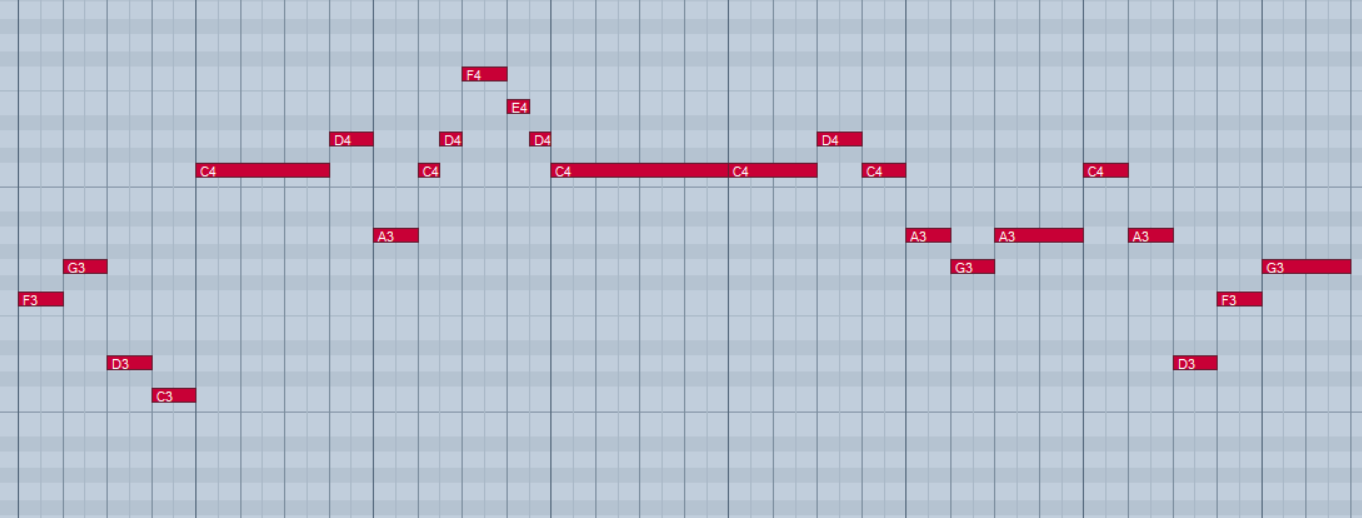 F4
E4
D4 D4 D4 D4
C4 C4 C4 C4 C4 C4
A3 A3 A3 A3
G3 G3 G3
F3 F3
D3 D3
C3